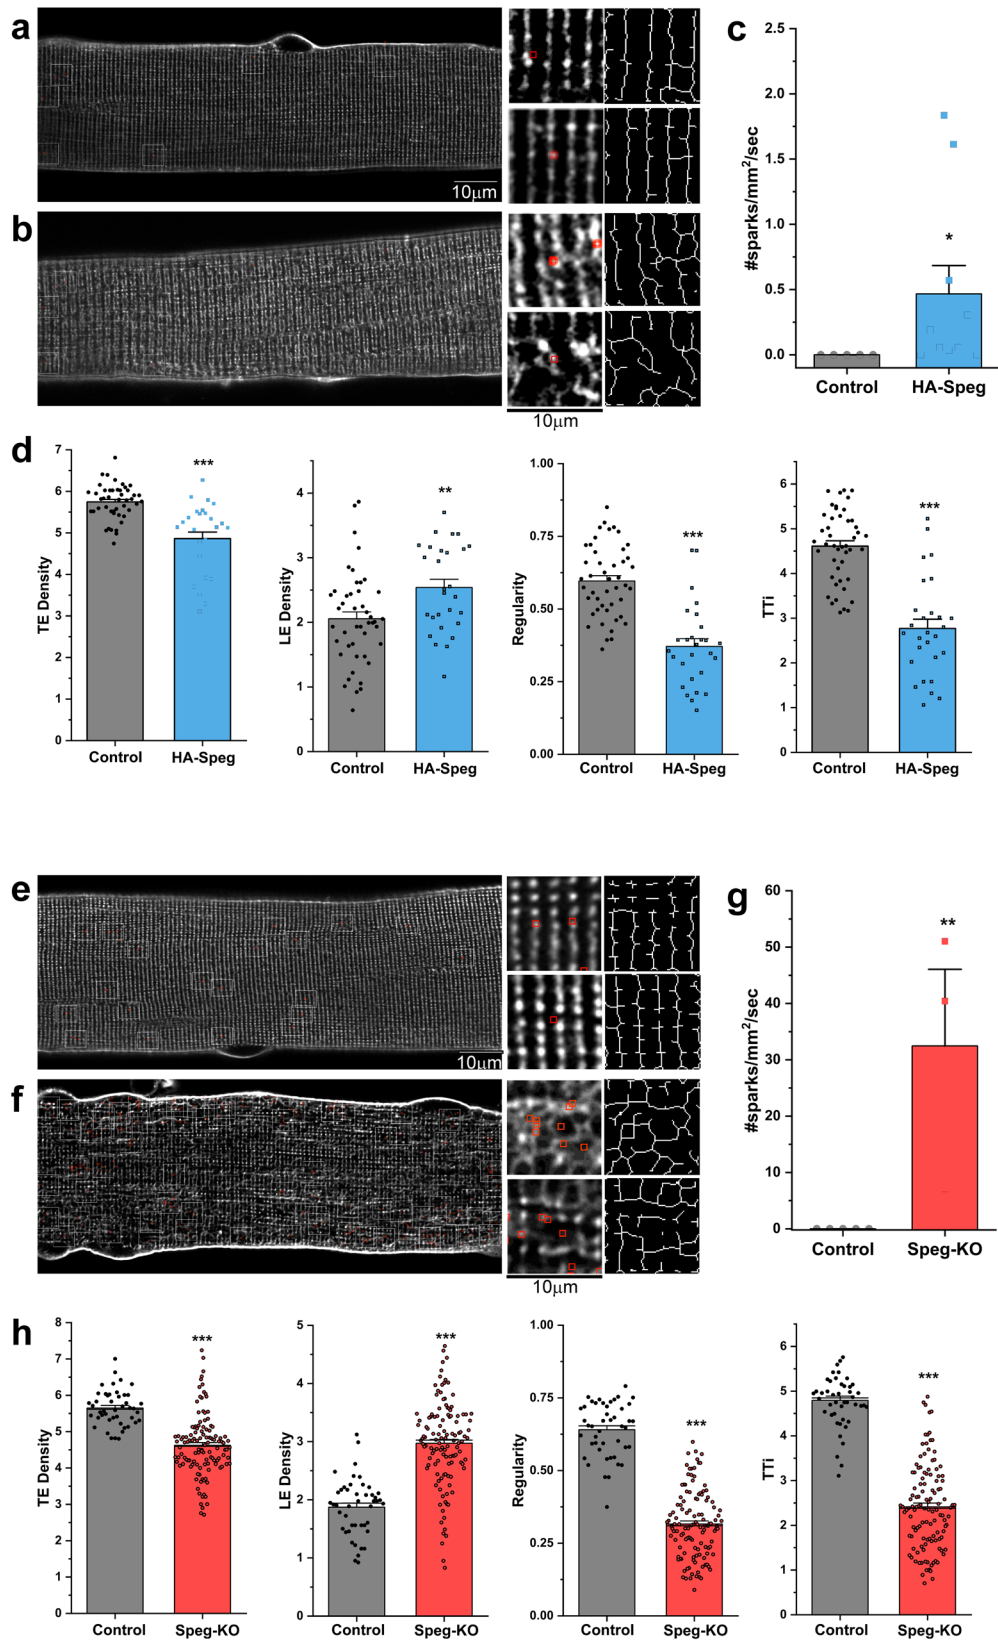 a
10μm
b
10μm
c
#sparks/mm²/sec
2.5
2.0
1.5
1.0
0.5
0.0
*
Control HA-Speg
d
TE Density
7
6
5
4
3
2
1
0
***
Control HA-Speg
LE Density
4
3
2
1
0
**
Control HA-Speg
Regularity
1.00
0.75
0.50
0.25
0.00
***
Control HA-Speg
TTi
6
5
4
3
2
1
0
***
Control HA-Speg
e
10μm
f
10μm
g
#sparks/mm²/sec
60
50
40
30
20
10
0
**
Control Speg-KO
h
TE Density
8
7
6
5
4
3
2
1
0
***
Control Speg-KO
LE Density
5
4
3
2
1
0
***
Control Speg-KO
Regularity
1.00
0.75
0.50
0.25
0.00
***
Control Speg-KO
TTi
6
5
4
3
2
1
0
***
Control Speg-KO